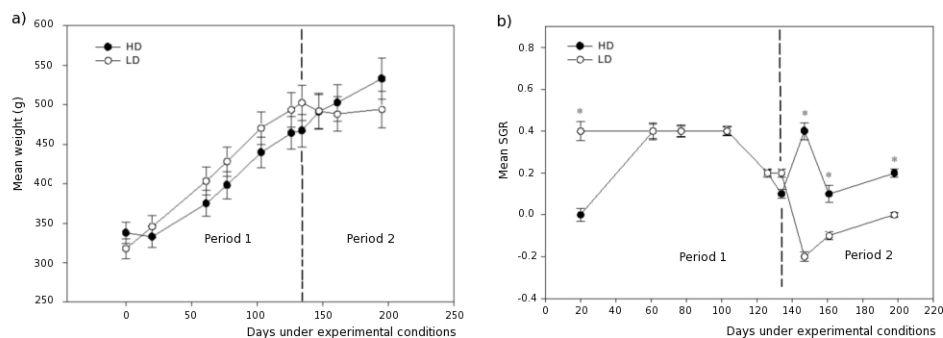 a)
600
550
500
450
400
350
300
250
Mean weight (g)
HD
LD
Period 1
Period 2
0
50
100
150
200
250
Days under experimental conditions
b)
0.8
0.4
0.2
0.0
-0.2
-0.4
Mean SGR
HD
LD
*
*
*
*
Period 1
Period 2
0
20
40
60
80
100
120
140
160
180
200
220
Days under experimental conditions